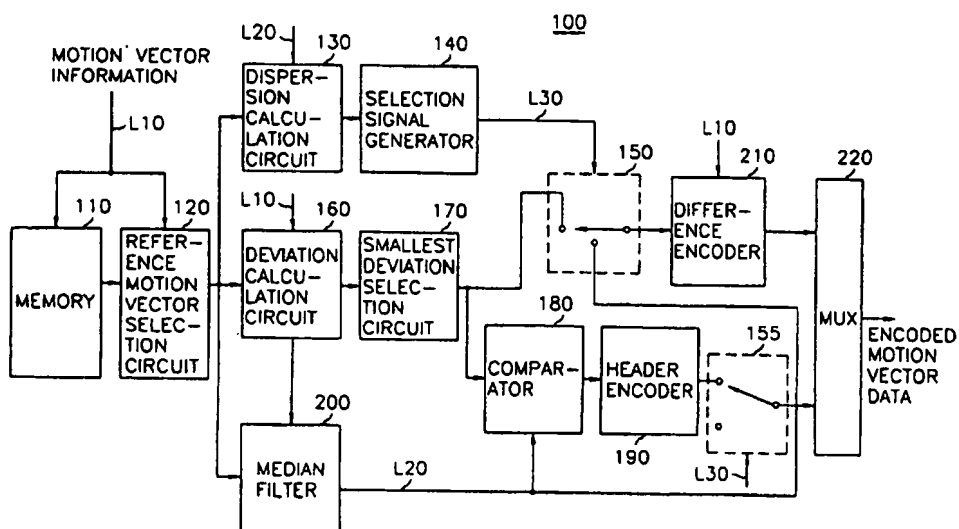 100
MOTION VECTOR
INFORMATION
L10
L20
130
DISPER-
SION
CALCU-
LATION
CIRCUIT
140
SELECTION
SIGNAL
GENERATOR
L30
150
L10
210
DIFFER-
ENCE
ENCODER
220
MUX
ENCODED
MOTION
VECTOR
DATA
110
MEMORY
120
REFER-
ENCE
MOTION
VECTOR
SELEC-
TION
CIRCUIT
L10
160
DEVIATION
CALCU-
LATION
CIRCUIT
170
SMALLEST
DEVIATION
SELEC-
TION
CIRCUIT
180
COMPAR-
ATOR
HEADER
ENCODER
190
155
L30
200
MEDIAN
FILTER
L20